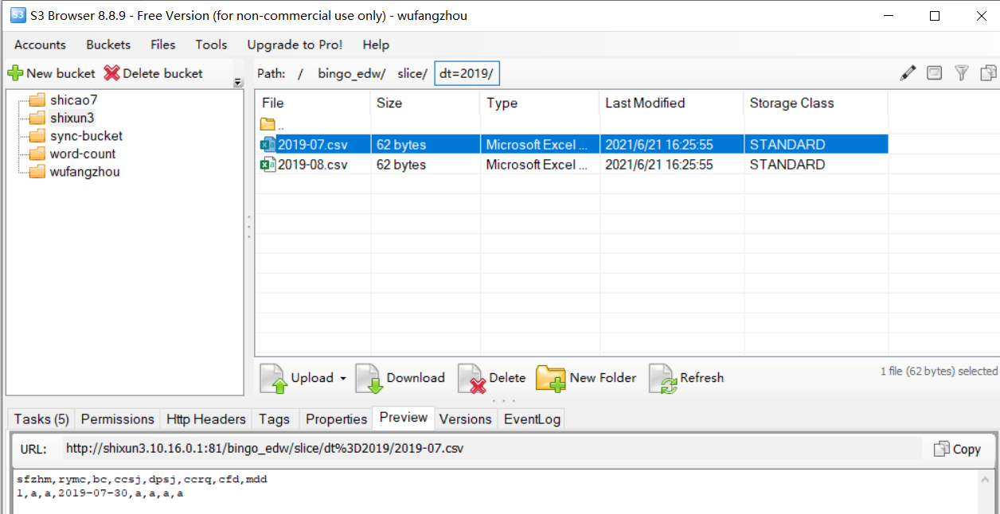 S3 Browser 8.8.9 - Free Version (for non-commercial use only) - wufangzhou
Accounts Buckets Files Tools Upgrade to Pro! Help
New bucket Delete bucket
Path: / bingo_edw/ slice/ dt=2019/
shicao7
shixun3
sync-bucket
word-count
wufangzhou
File Size Type Last Modified Storage Class
..
2019-07.csv 62 bytes Microsoft Excel ... 2021/6/21 16:25:55 STANDARD
2019-08.csv 62 bytes Microsoft Excel ... 2021/6/21 16:25:55 STANDARD
Upload Download Delete New Folder Refresh
1 file (62 bytes) selected
Tasks (5) Permissions Http Headers Tags Properties Preview Versions EventLog
URL: http://shixun3.10.16.0.1:81/bingo_edw/slice/dt%3D2019/2019-07.csv Copy
sfzhm,rymc,bc,ccsj,dpsj,ccrq,cfd,mdd
1,a,a,2019-07-30,a,a,a,a